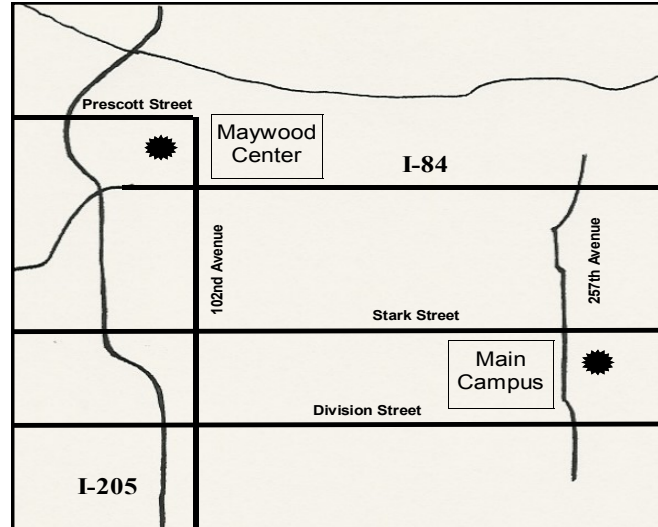 Prescott Street
Maywood
Center
I-84
102nd Avenue
257th Avenue
Stark Street
Main
Campus
Division Street
I-205